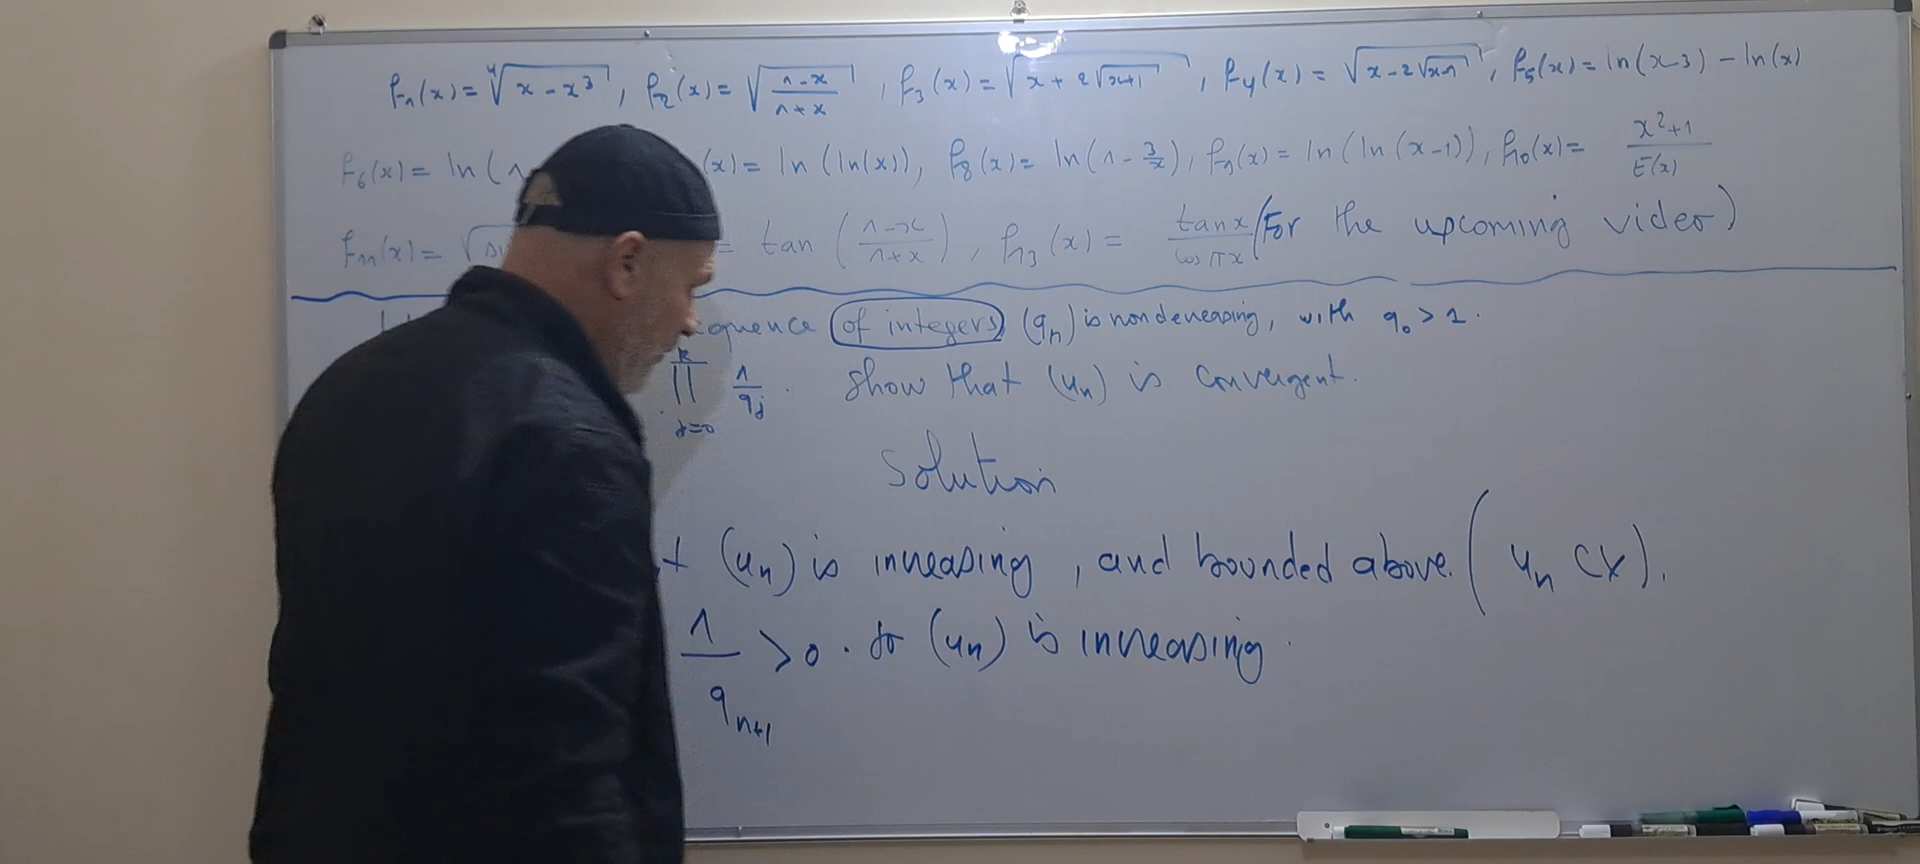 f₁(x) = ⁴√(x - x³), f₂(x) = √((1-x)/(1+x)), f₃(x) = √(x + 2√(x+1)), f₄(x) = √(x - 2√(x-1)), f₅(x) = ln(x-3) - ln(x)
f₆(x) = ln(1 (x) = ln(ln(x)), f₈(x) = ln(1 - 3/x), f₉(x) = ln(ln(x-1)), f₁₀(x) = (x²+1)/E(x)
f₁₁(x) = √ = tan((1-x)/(1+x)), f₁₃(x) = tan x/cos πx (For the upcoming video)
of integers (qₙ) is nondecreasing, with q₀ > 1.
∏_{j=0}^{k} 1/q_j. Show that (uₙ) is convergent.
Solution
(uₙ) is increasing, and bounded above. (uₙ CV).
1/qₙ₊₁ > 0. so (uₙ) is increasing.